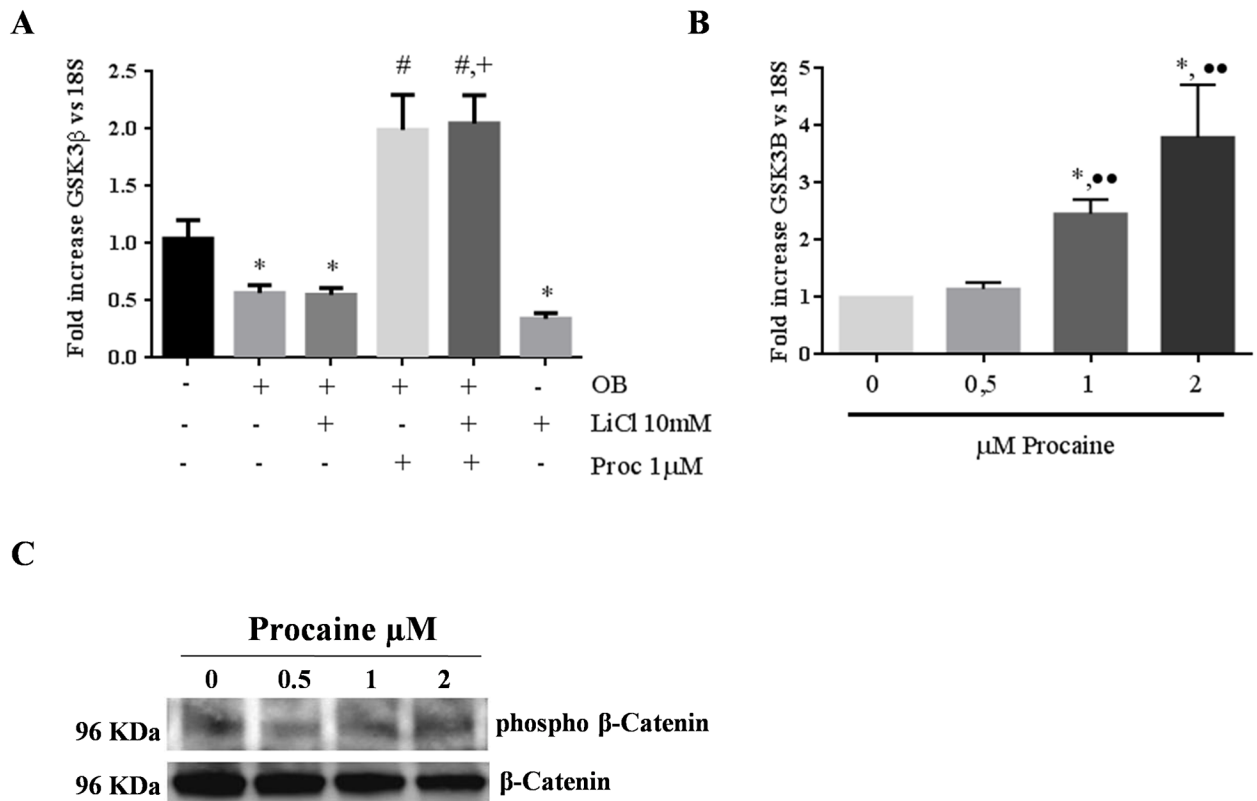 A
Fold increase GSK3β vs 18S
2.5
2.0
1.5
1.0
0.5
0.0
* * # #,+ *
- + + + + - OB
- - + - + + LiCl 10mM
- - - + + - Proc 1µM
B
Fold increase GSK3B vs 18S
5
4
3
2
1
0
*,●●
*, ●●
0 0,5 1 2
µM Procaine
C
Procaine µM
0 0.5 1 2
96 KDa phospho β-Catenin
96 KDa β-Catenin